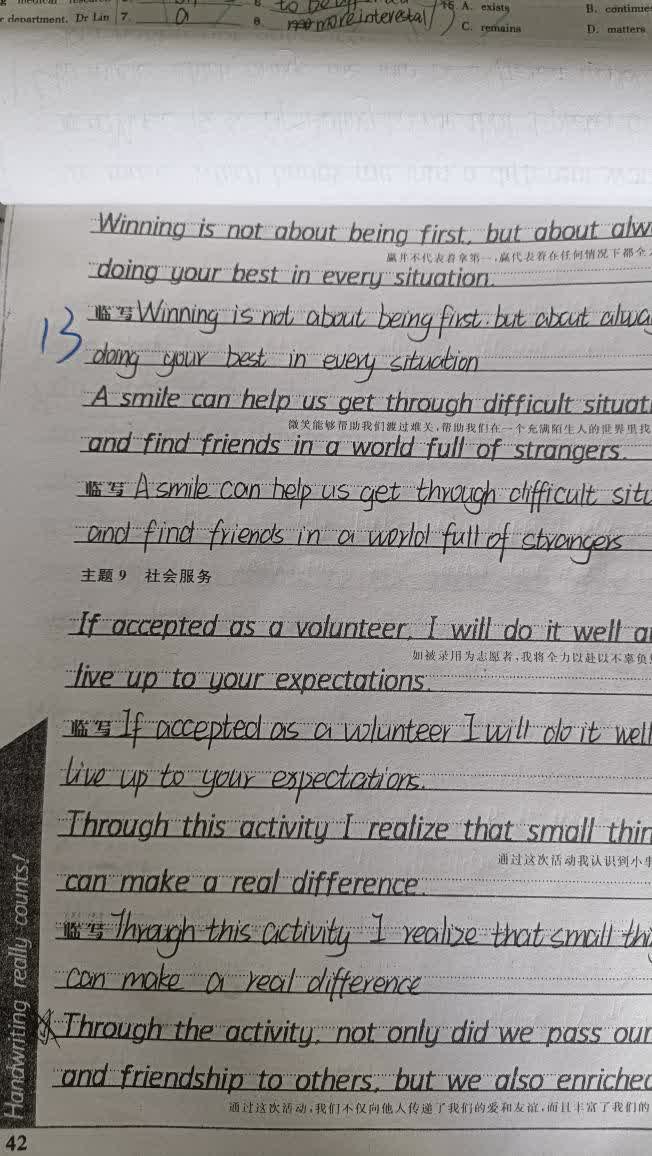 department. Dr Lin 7. a 8. more interestal 15. A. exists B. continue
C. remains D. matters
Winning is not about being first, but about alw
赢并不代表着拿第一,赢代表着在任何情况下都全
doing your best in every situation.
13
临写 Winning is not about being first. but about alwa
doing your best in every situation
A smile can help us get through difficult situat
微笑能够帮助我们渡过难关,帮助我们在一个充满陌生人的世界里找
and find friends in a world full of strangers.
临写 A smile can help us get through difficult situ
and find friends in a world full of strangers
主题9 社会服务
If accepted as a volunteer, I will do it well a
如被录用为志愿者,我将全力以赴以不辜负
live up to your expectations.
临写 If accepted as a volunteer I will do it well
live up to your expectations.
Through this activity I realize that small thin
通过这次活动我认识到小事
can make a real difference.
临写 Through this activity I realize that small thi
can make a real difference
Through the activity, not only did we pass our
and friendship to others, but we also enriched
通过这次活动,我们不仅向他人传递了我们的爱和友谊,而且丰富了我们的
Handwriting really counts!
42